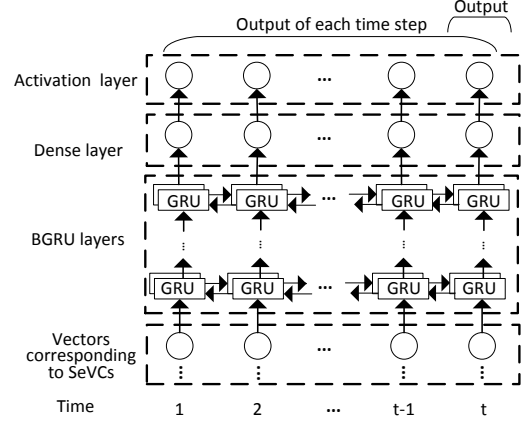 Output
Output of each time step
Activation layer
...
Dense layer
...
GRU GRU ... GRU GRU
BGRU layers
... ... ... ...
GRU GRU ... GRU GRU
Vectors
corresponding
to SeVCs
...
Time 1 2 ... t-1 t